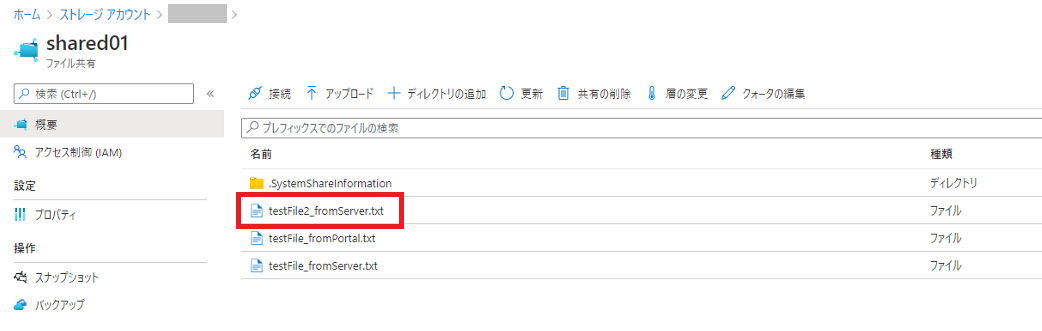 ホーム > ストレージ アカウント > >
shared01
ファイル共有
検索 (Ctrl+/) «
接続 アップロード ディレクトリの追加 更新 共有の削除 層の変更 クォータの編集
概要
プレフィックスでのファイルの検索
アクセス制御 (IAM)
名前 種類
設定
.SystemShareInformation ディレクトリ
プロパティ
testFile2_fromServer.txt ファイル
testFile_fromPortal.txt ファイル
操作
testFile_fromServer.txt ファイル
スナップショット
バックアップ